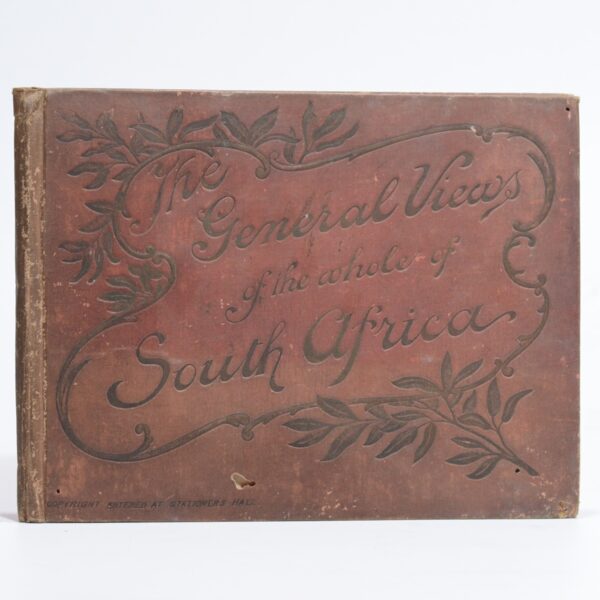 The
General Views
of the whole of
South Africa
COPYRIGHT ENTERED AT STATIONERS HALL